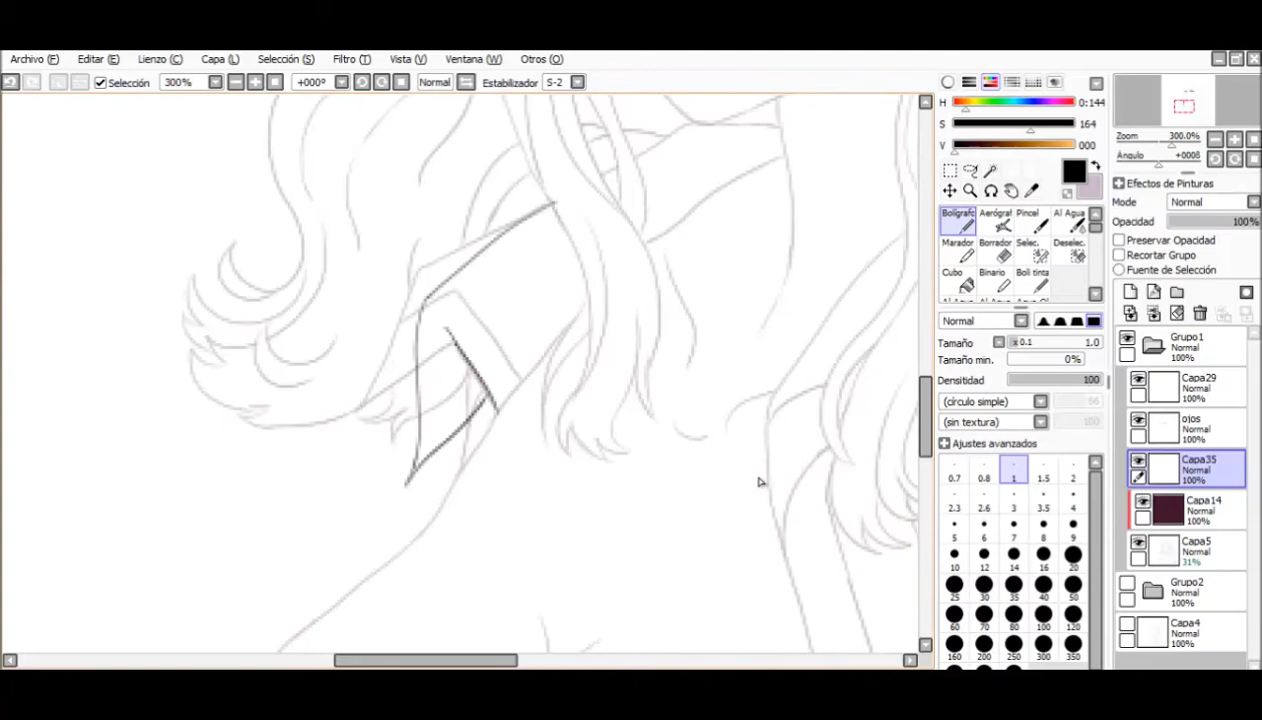 Archivo (F) Editar (E) Lienzo (C) Capa (L) Selección (S) Filtro (T) Vista (V) Ventana (W) Otros (O)
Selección 300% +000º Normal Estabilizador S-2
H 0:144
S 164
V 000
Bolígrafo Aerógraf Pincel Al Agua
Marador Borrador Selec. Deselec.
Cubo Binario Boli tinta
Normal
Tamaño x 0.1 1.0
Tamaño min. 0%
Densitidad 100
(círculo simple)
(sin textura)
Ajustes avanzados
0.7 0.8 1 1.5 2
2.3 2.6 3 3.5 4
5 6 7 8 9
10 12 14 16 20
25 30 35 40 50
60 70 80 100 120
160 200 250 300 350
Zoom 300.0%
Ángulo +0008
Efectos de Pinturas
Mode Normal
Opacidad 100%
Preservar Opacidad
Recortar Grupo
Fuente de Selección
Grupo1
Normal
100%
Capa29
Normal
100%
ojos
Normal
100%
Capa35
Normal
100%
Capa14
Normal
100%
Capa5
Normal
31%
Grupo2
Normal
100%
Capa4
Normal
100%